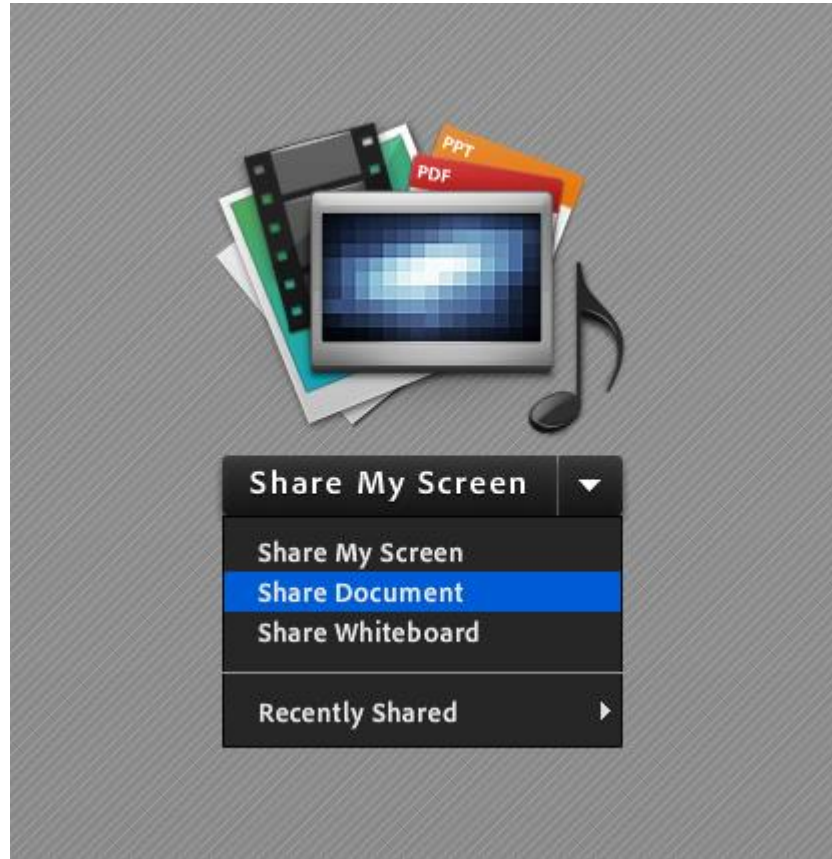 PPT
PDF
Share My Screen
Share My Screen
Share Document
Share Whiteboard
Recently Shared